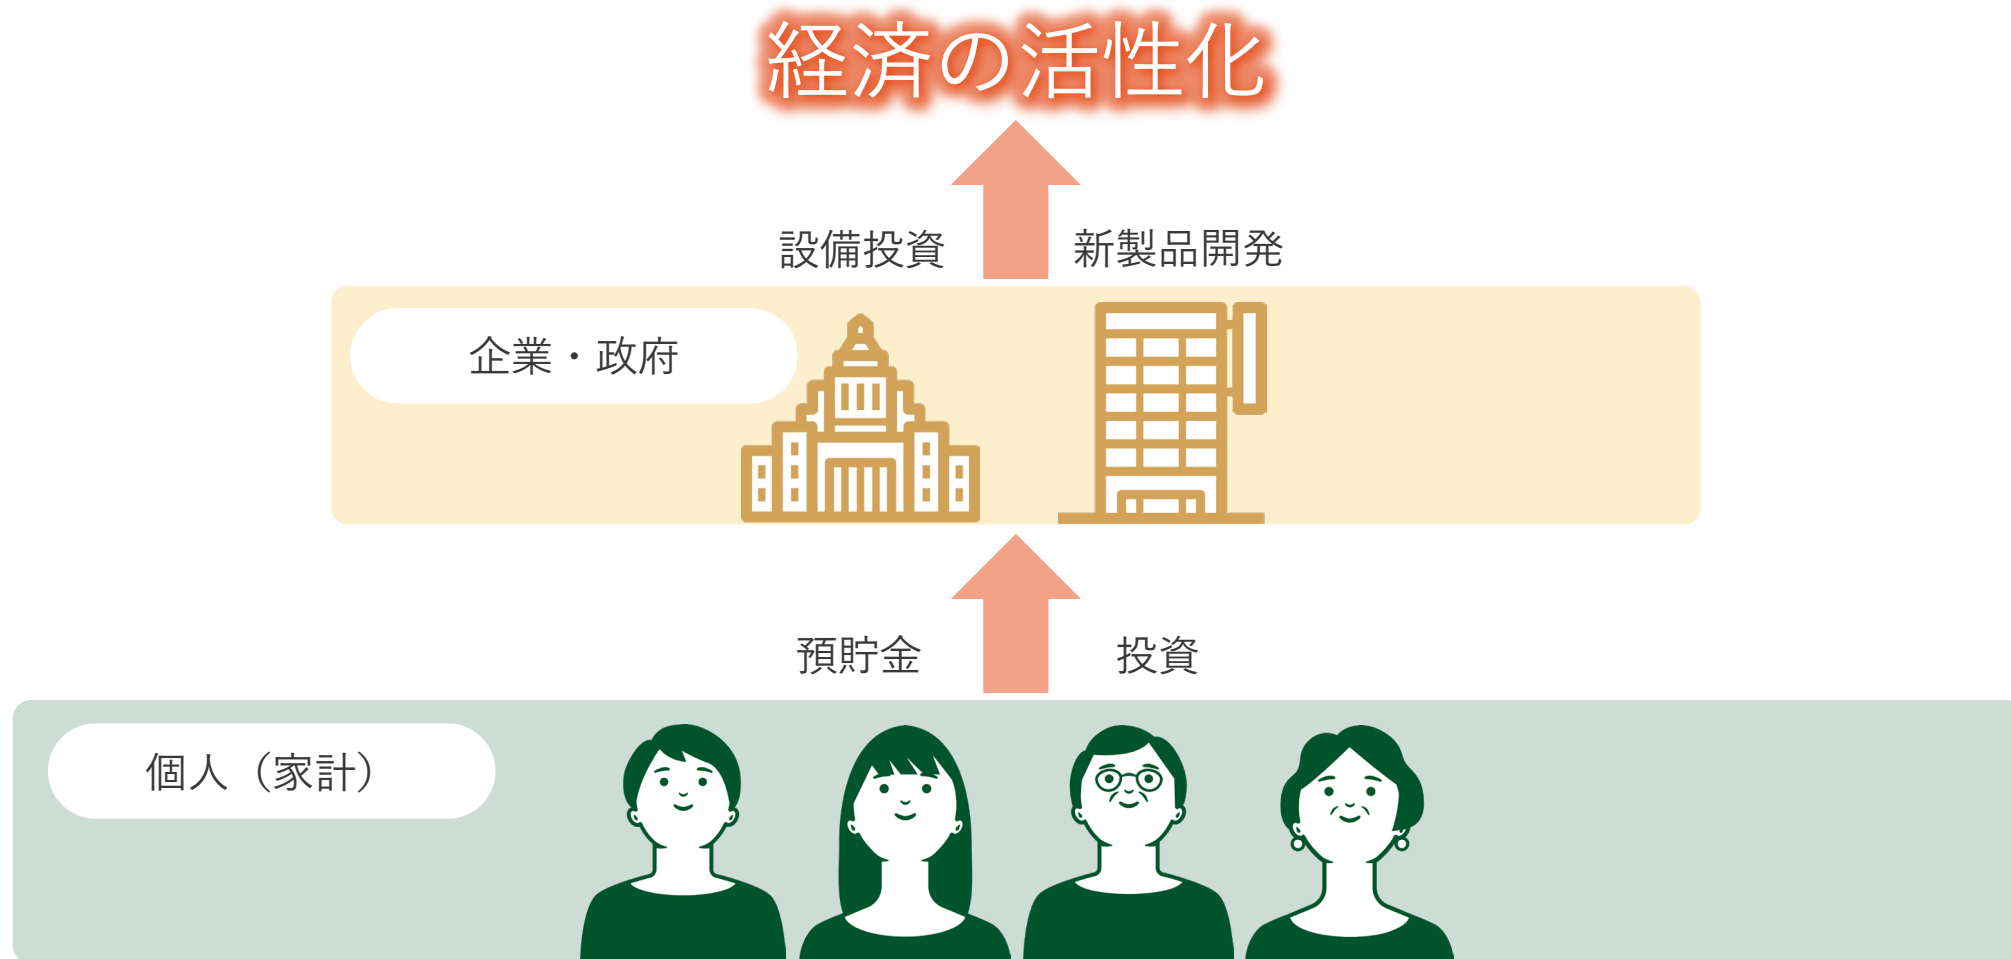 経済の活性化
設備投資
新製品開発
企業・政府
預貯金
投資
個人（家計）